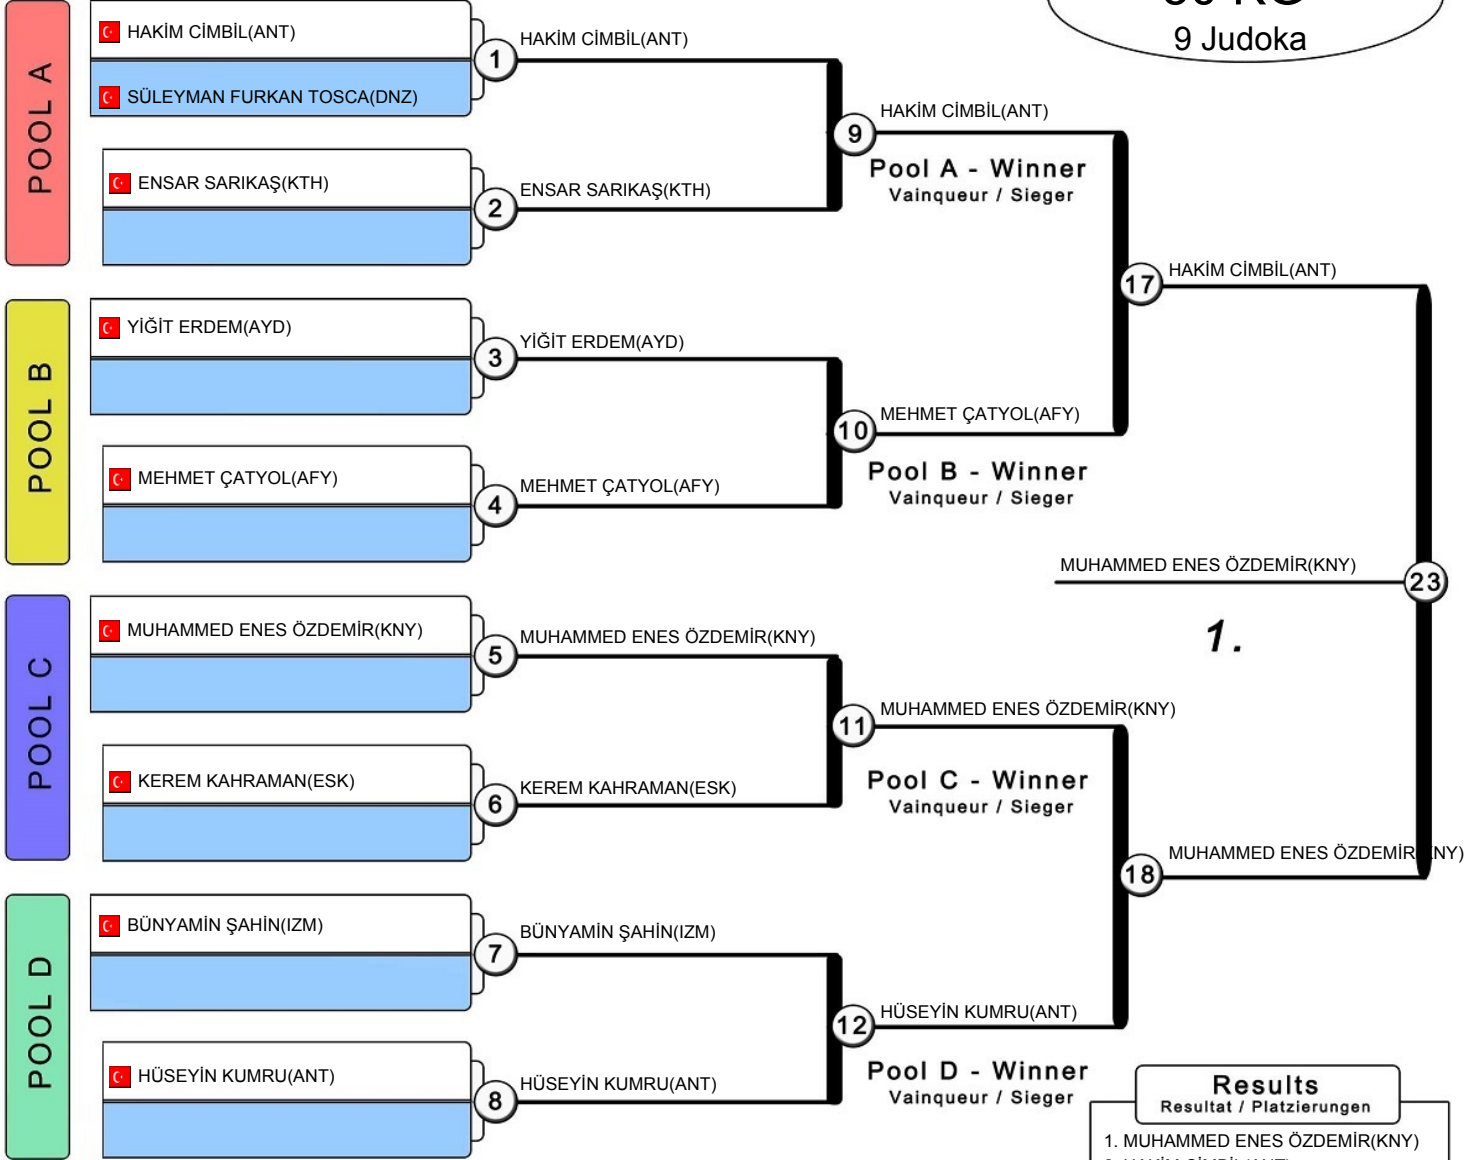 9 Judoka
POOL A
HAKİM CİMBİL(ANT)
SÜLEYMAN FURKAN TOSCA(DNZ)
1
HAKİM CİMBİL(ANT)
ENSAR SARIKAŞ(KTH)
2
ENSAR SARIKAŞ(KTH)
9
HAKİM CİMBİL(ANT)
Pool A - Winner
Vainqueur / Sieger
POOL B
YİĞİT ERDEM(AYD)
3
YİĞİT ERDEM(AYD)
MEHMET ÇATYOL(AFY)
4
MEHMET ÇATYOL(AFY)
10
MEHMET ÇATYOL(AFY)
Pool B - Winner
Vainqueur / Sieger
17
HAKİM CİMBİL(ANT)
MUHAMMED ENES ÖZDEMİR(KNY)
23
1.
POOL C
MUHAMMED ENES ÖZDEMİR(KNY)
5
MUHAMMED ENES ÖZDEMİR(KNY)
KEREM KAHRAMAN(ESK)
6
KEREM KAHRAMAN(ESK)
11
MUHAMMED ENES ÖZDEMİR(KNY)
Pool C - Winner
Vainqueur / Sieger
18
MUHAMMED ENES ÖZDEMİR(KNY)
POOL D
BÜNYAMİN ŞAHİN(IZM)
7
BÜNYAMİN ŞAHİN(IZM)
HÜSEYİN KUMRU(ANT)
8
HÜSEYİN KUMRU(ANT)
12
HÜSEYİN KUMRU(ANT)
Pool D - Winner
Vainqueur / Sieger
Results
Resultat / Platzierungen
1. MUHAMMED ENES ÖZDEMİR(KNY)